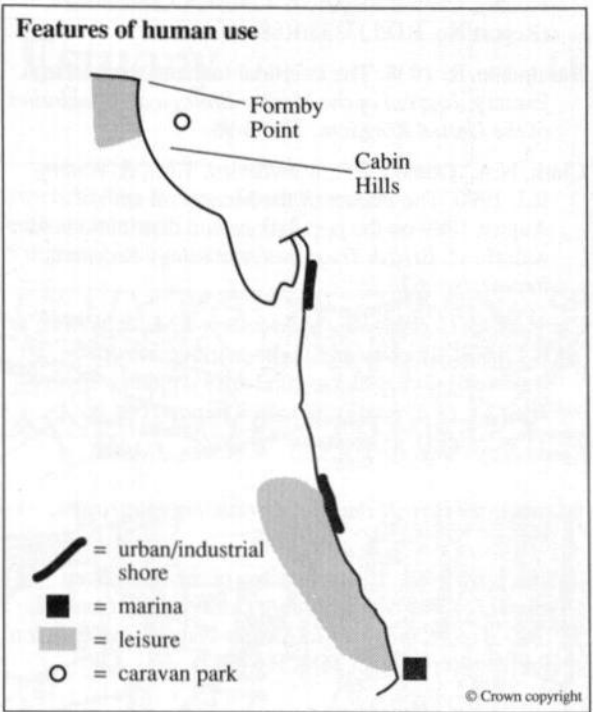 Features of human use
Formby
Point
Cabin
Hills
= urban/industrial
shore
= marina
= leisure
= caravan park
© Crown copyright